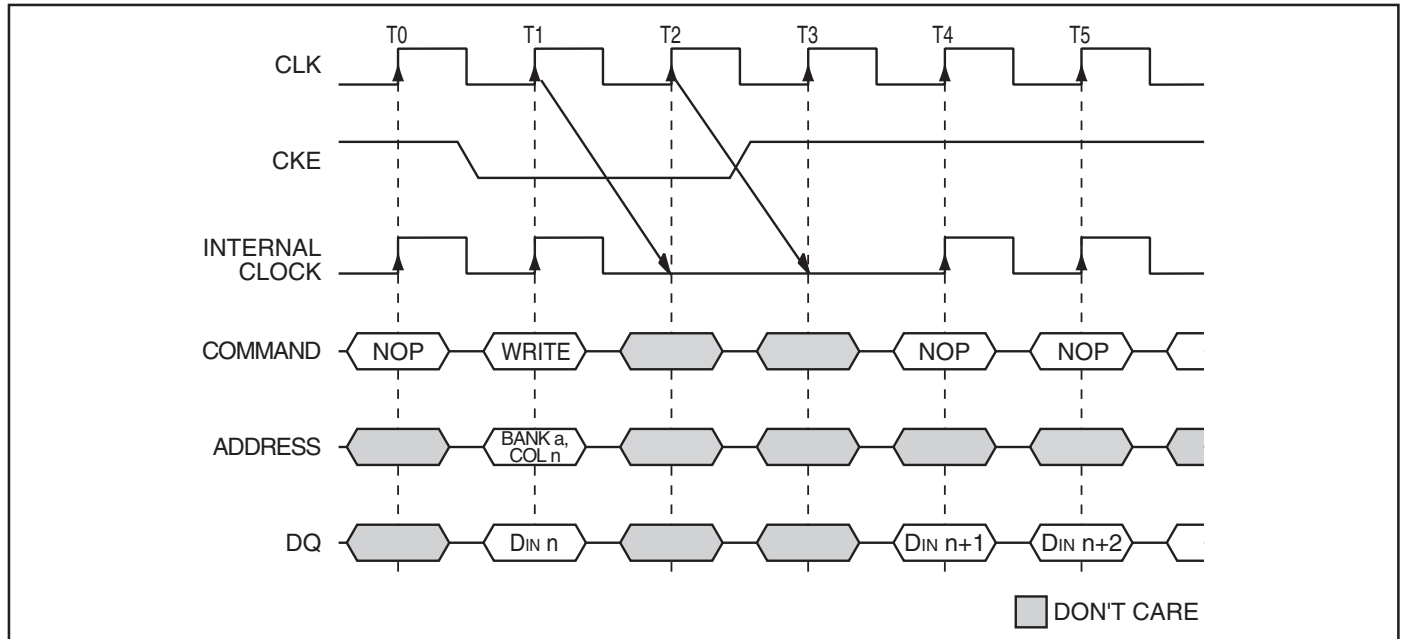 T0 T1 T2 T3 T4 T5
CLK
CKE
INTERNAL
CLOCK
COMMAND NOP WRITE NOP NOP
ADDRESS BANK a,
COL n
DQ DIN n DIN n+1 DIN n+2
DON'T CARE